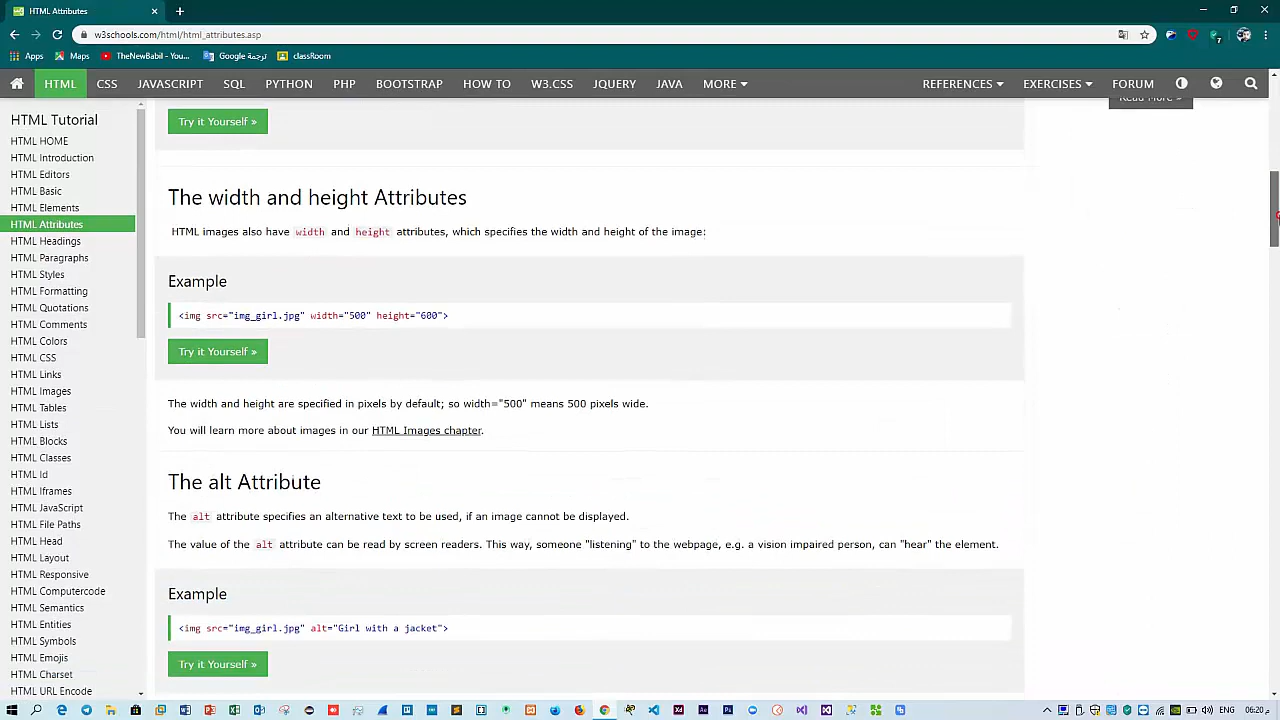 HTML Attributes
w3schools.com/html/html_attributes.asp
Apps
Maps
TheNewBabil - You...
ترجمة Google
classRoom
HTML CSS JAVASCRIPT SQL PYTHON PHP BOOTSTRAP HOW TO W3.CSS JQUERY JAVA MORE REFERENCES EXERCISES FORUM
HTML Tutorial
HTML HOME
HTML Introduction
HTML Editors
HTML Basic
HTML Elements
HTML Attributes
HTML Headings
HTML Paragraphs
HTML Styles
HTML Formatting
HTML Quotations
HTML Comments
HTML Colors
HTML CSS
HTML Links
HTML Images
HTML Tables
HTML Lists
HTML Blocks
HTML Classes
HTML Id
HTML Iframes
HTML JavaScript
HTML File Paths
HTML Head
HTML Layout
HTML Responsive
HTML Computercode
HTML Semantics
HTML Entities
HTML Symbols
HTML Emojis
HTML Charset
HTML URL Encode
Read More »
Try it Yourself »
The width and height Attributes
HTML images also have width and height attributes, which specifies the width and height of the image:
Example
<img src="img_girl.jpg" width="500" height="600">
Try it Yourself »
The width and height are specified in pixels by default; so width="500" means 500 pixels wide.
You will learn more about images in our HTML Images chapter.
The alt Attribute
The alt attribute specifies an alternative text to be used, if an image cannot be displayed.
The value of the alt attribute can be read by screen readers. This way, someone "listening" to the webpage, e.g. a vision impaired person, can "hear" the element.
Example
<img src="img_girl.jpg" alt="Girl with a jacket">
Try it Yourself »
ENG
06:20 م